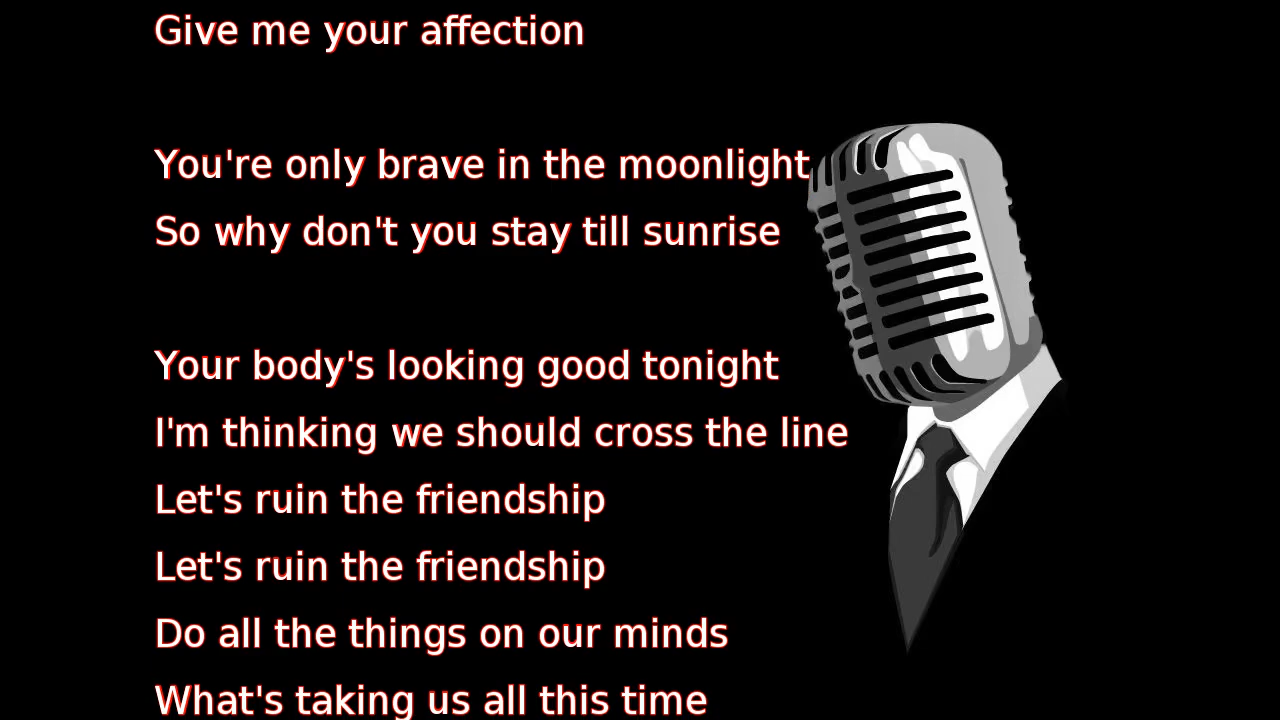 Give me your affection
You're only brave in the moonlight
So why don't you stay till sunrise
Your body's looking good tonight
I'm thinking we should cross the line
Let's ruin the friendship
Let's ruin the friendship
Do all the things on our minds
What's taking us all this time